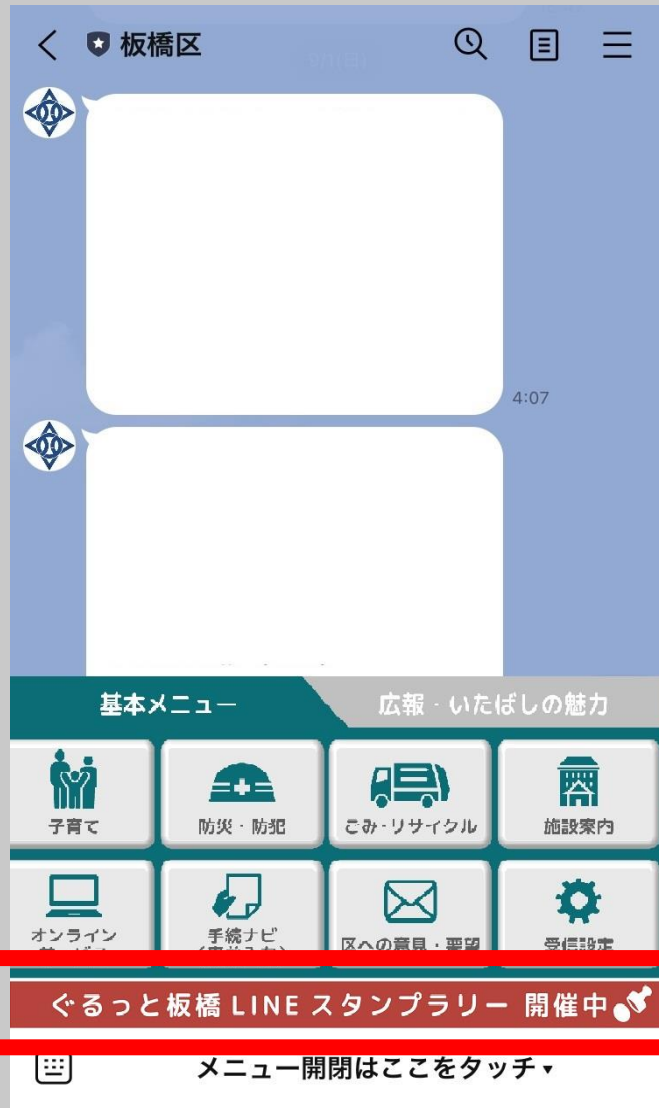 板橋区
4:07
基本メニュー
広報・いたばしの魅力
子育て
防災・防犯
ごみ・リサイクル
施設案内
オンライン
手続ナビ
区への意見・要望
受信設定
ぐるっと板橋 LINE スタンプラリー 開催中
メニュー開閉はここをタッチ▾